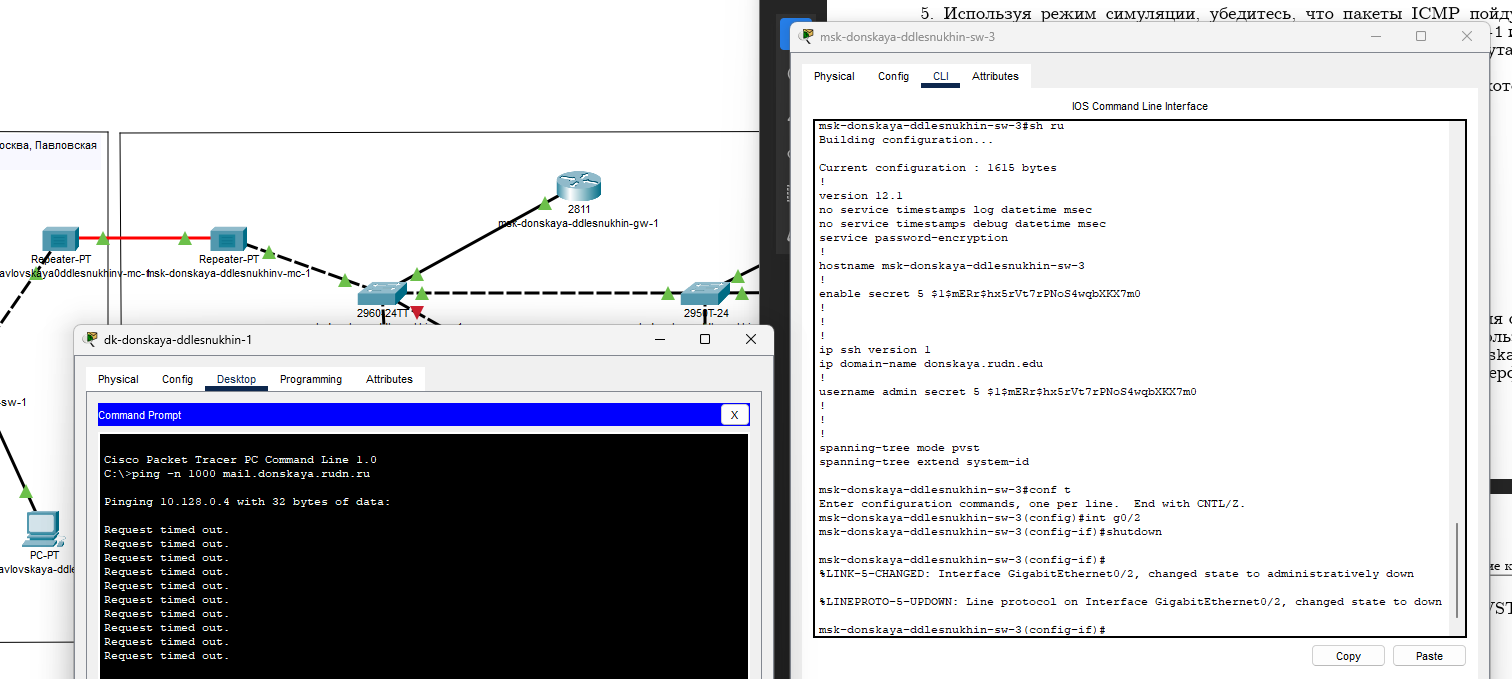 5. Используя режим симуляции, убедитесь, что пакеты ICMP пойду
msk-donskaya-ddlesnukhin-sw-3
Physical
Config
CLI
Attributes
IOS Command Line Interface
msk-donskaya-ddlesnukhin-sw-3#sh ru
Building configuration...
Current configuration : 1615 bytes
!
version 12.1
no service timestamps log datetime msec
no service timestamps debug datetime msec
service password-encryption
!
hostname msk-donskaya-ddlesnukhin-sw-3
!
enable secret 5 $1$mERr$hx5rVt7rPNoS4wqbXKX7m0
!
!
!
!
ip ssh version 1
ip domain-name donskaya.rudn.edu
!
username admin secret 5 $1$mERr$hx5rVt7rPNoS4wqbXKX7m0
!
!
!
spanning-tree mode pvst
spanning-tree extend system-id
msk-donskaya-ddlesnukhin-sw-3#conf t
Enter configuration commands, one per line.  End with CNTL/Z.
msk-donskaya-ddlesnukhin-sw-3(config)#int g0/2
msk-donskaya-ddlesnukhin-sw-3(config-if)#shutdown
msk-donskaya-ddlesnukhin-sw-3(config-if)#
%LINK-5-CHANGED: Interface GigabitEthernet0/2, changed state to administratively down
%LINEPROTO-5-UPDOWN: Line protocol on Interface GigabitEthernet0/2, changed state to down
msk-donskaya-ddlesnukhin-sw-3(config-if)#
Copy
Paste
осква, Павловская
2811
msk-donskaya-ddlesnukhin-gw-1
Repeater-PT
avlovskaya0ddlesnukhinv-mc-1
Repeater-PT
msk-donskaya-ddlesnukhinv-mc-1
2960-24TT
2950T-24
sw-1
PC-PT
avlovskaya-ddle
dk-donskaya-ddlesnukhin-1
Physical
Config
Desktop
Programming
Attributes
Command Prompt
X
Cisco Packet Tracer PC Command Line 1.0
C:\>ping -n 1000 mail.donskaya.rudn.ru
Pinging 10.128.0.4 with 32 bytes of data:
Request timed out.
Request timed out.
Request timed out.
Request timed out.
Request timed out.
Request timed out.
Request timed out.
Request timed out.
Request timed out.
Request timed out.